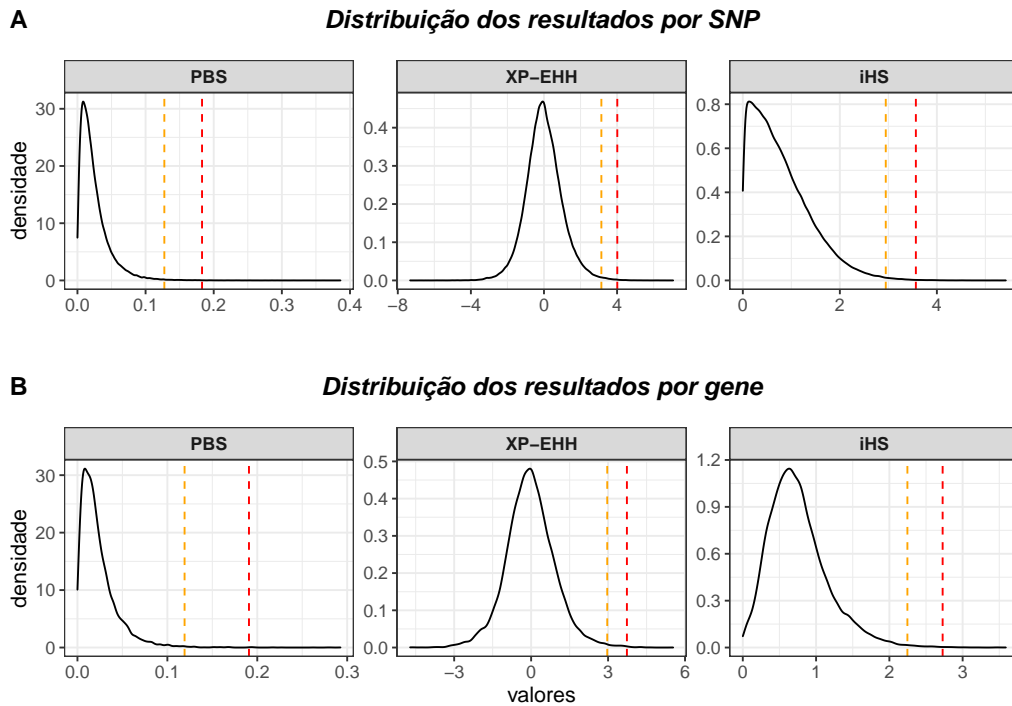 A Distribuição dos resultados por SNP
PBS XP−EHH iHS
densidade
30
20
10
0
0.0 0.1 0.2 0.3 0.4
0.4
0.3
0.2
0.1
0.0
−8 −4 0 4
0.8
0.6
0.4
0.2
0.0
0 2 4
B Distribuição dos resultados por gene
PBS XP−EHH iHS
densidade
30
20
10
0
0.0 0.1 0.2 0.3
0.5
0.4
0.3
0.2
0.1
0.0
−3 0 3 6
1.2
0.9
0.6
0.3
0.0
0 1 2 3
valores